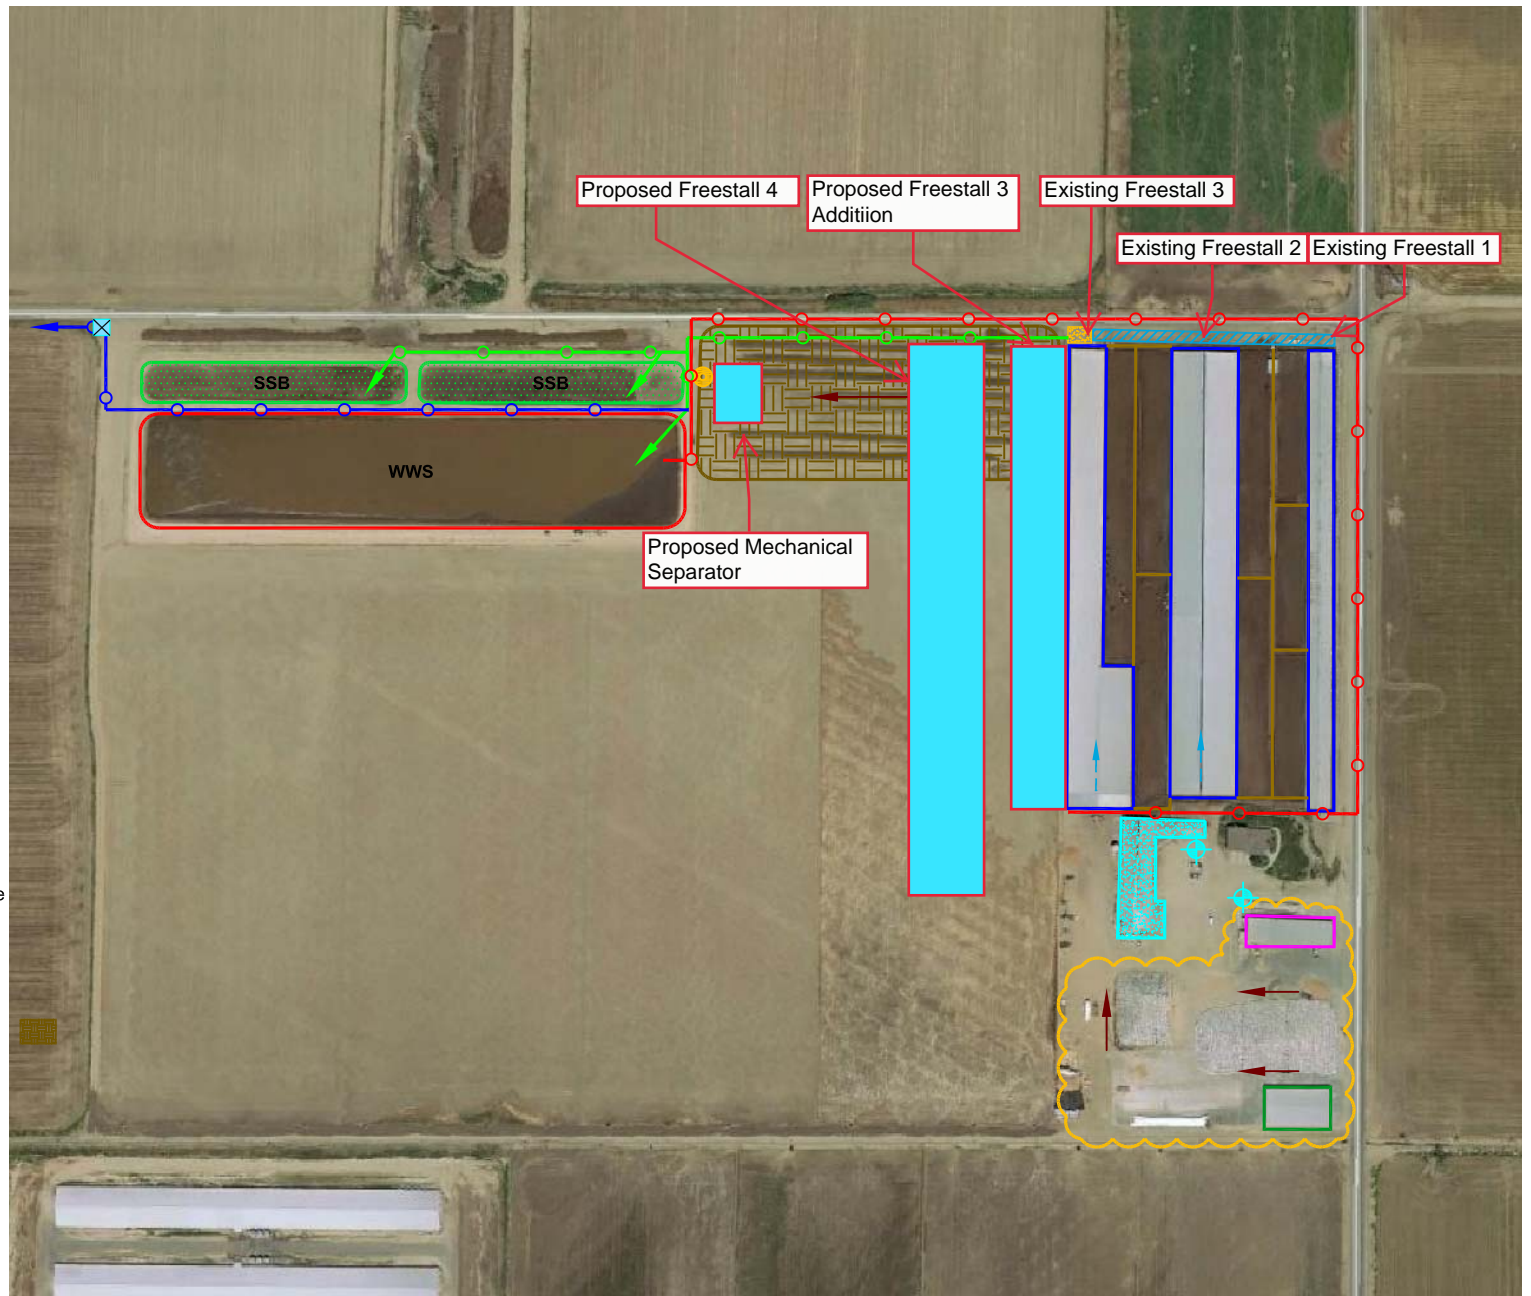 Proposed Freestall 4
Proposed Freestall 3
Additiion
Existing Freestall 3
Existing Freestall 2
Existing Freestall 1
SSB
SSB
WWS
Proposed Mechanical
Separator
e